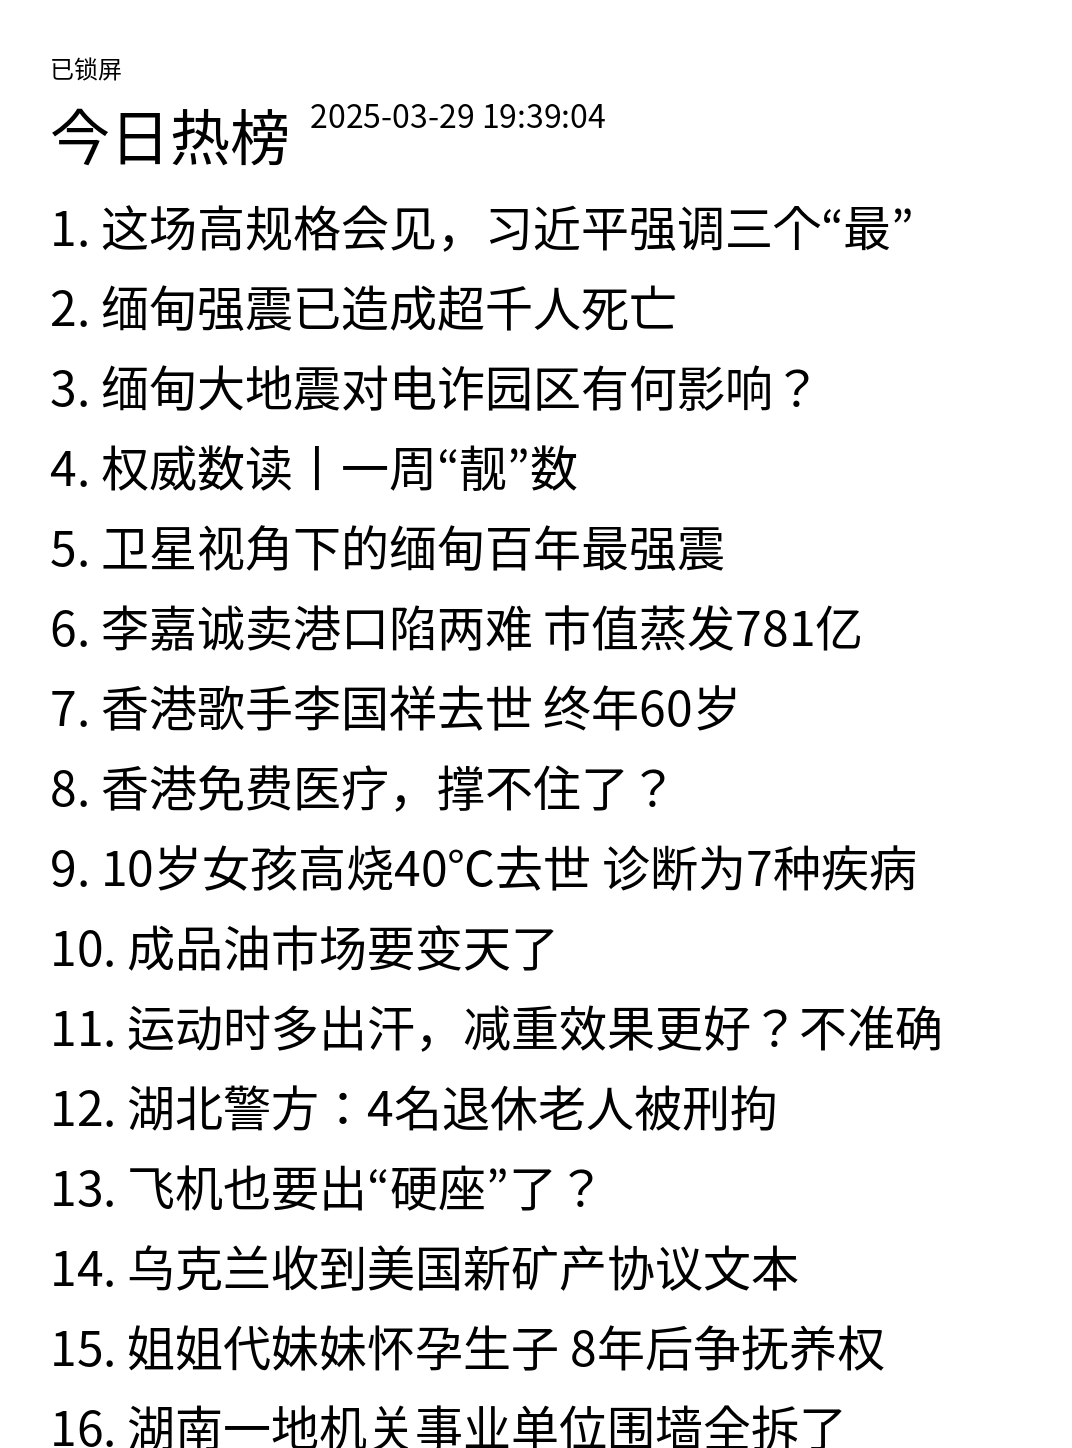 已锁屏
今日热榜 2025-03-29 19:39:04
1. 这场高规格会见，习近平强调三个“最”
2. 缅甸强震已造成超千人死亡
3. 缅甸大地震对电诈园区有何影响？
4. 权威数读丨一周“靓”数
5. 卫星视角下的缅甸百年最强震
6. 李嘉诚卖港口陷两难 市值蒸发781亿
7. 香港歌手李国祥去世 终年60岁
8. 香港免费医疗，撑不住了？
9. 10岁女孩高烧40℃去世 诊断为7种疾病
10. 成品油市场要变天了
11. 运动时多出汗，减重效果更好？不准确
12. 湖北警方：4名退休老人被刑拘
13. 飞机也要出“硬座”了？
14. 乌克兰收到美国新矿产协议文本
15. 姐姐代妹妹怀孕生子 8年后争抚养权
16. 湖南一地机关事业单位围墙全拆了